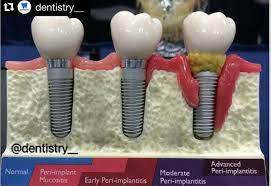 dentistry__
@dentistry__
Normal
Peri-implant
Mucositis
Early Peri-implantitis
Moderate
Peri-implantitis
Advanced
Peri-implantitis